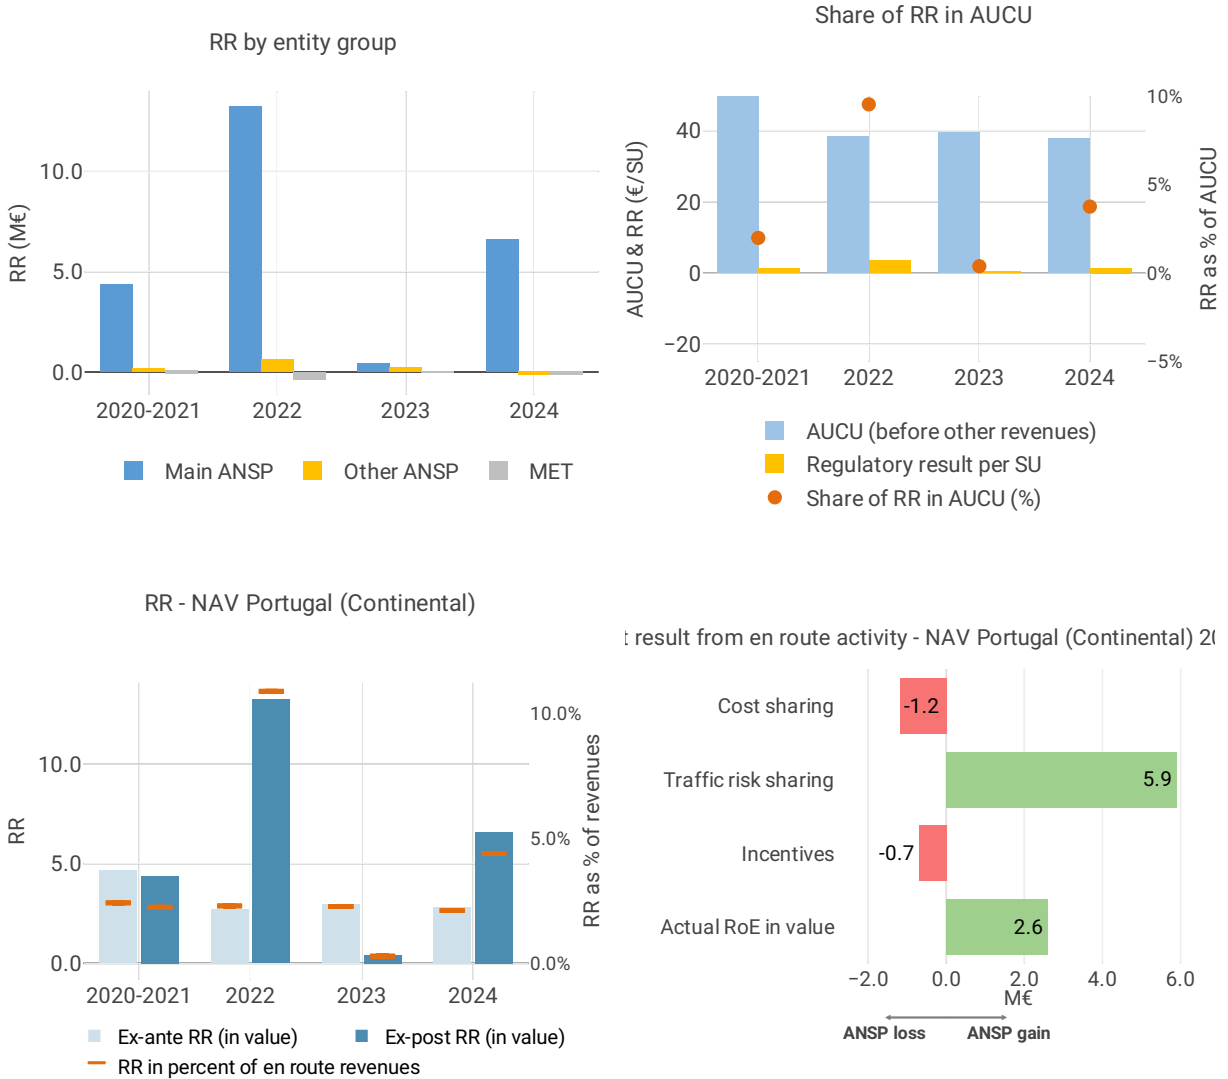 RR by entity group
RR (M€)
10.0
5.0
0.0
2020-2021
2022
2023
2024
Main ANSP
Other ANSP
MET
Share of RR in AUCU
AUCU & RR (€/SU)
40
20
0
−20
10%
5%
0%
−5%
RR as % of AUCU
2020-2021
2022
2023
2024
AUCU (before other revenues)
Regulatory result per SU
Share of RR in AUCU (%)
RR - NAV Portugal (Continental)
RR
10.0
5.0
0.0
10.0%
5.0%
0.0%
RR as % of revenues
2020-2021
2022
2023
2024
Ex-ante RR (in value)
Ex-post RR (in value)
RR in percent of en route revenues
t result from en route activity - NAV Portugal (Continental) 20
Cost sharing
-1.2
Traffic risk sharing
5.9
Incentives
-0.7
Actual RoE in value
2.6
−2.0
0.0
2.0
4.0
6.0
M€
ANSP loss
ANSP gain